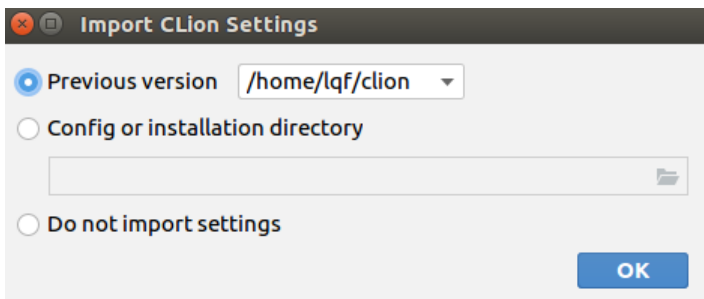 Import CLion Settings
Previous version /home/lqf/clion
Config or installation directory
Do not import settings
OK